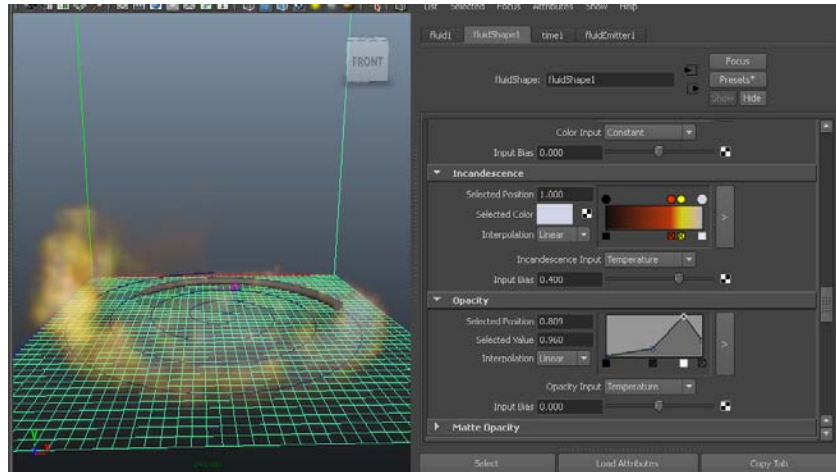 List Selected Focus Attributes Show Help
fluid1 fluidShape1 time1 fluidEmitter1
FRONT
fluidShape: fluidShape1
Focus
Presets*
Show Hide
Color Input Constant
Input Bias 0.000
Incandescence
Selected Position 1.000
Selected Color
Interpolation Linear
Incandescence Input Temperature
Input Bias 0.400
Opacity
Selected Position 0.809
Selected Value 0.960
Interpolation Linear
Opacity Input Temperature
Input Bias 0.000
Matte Opacity
Select Load Attributes Copy Tab
y
x